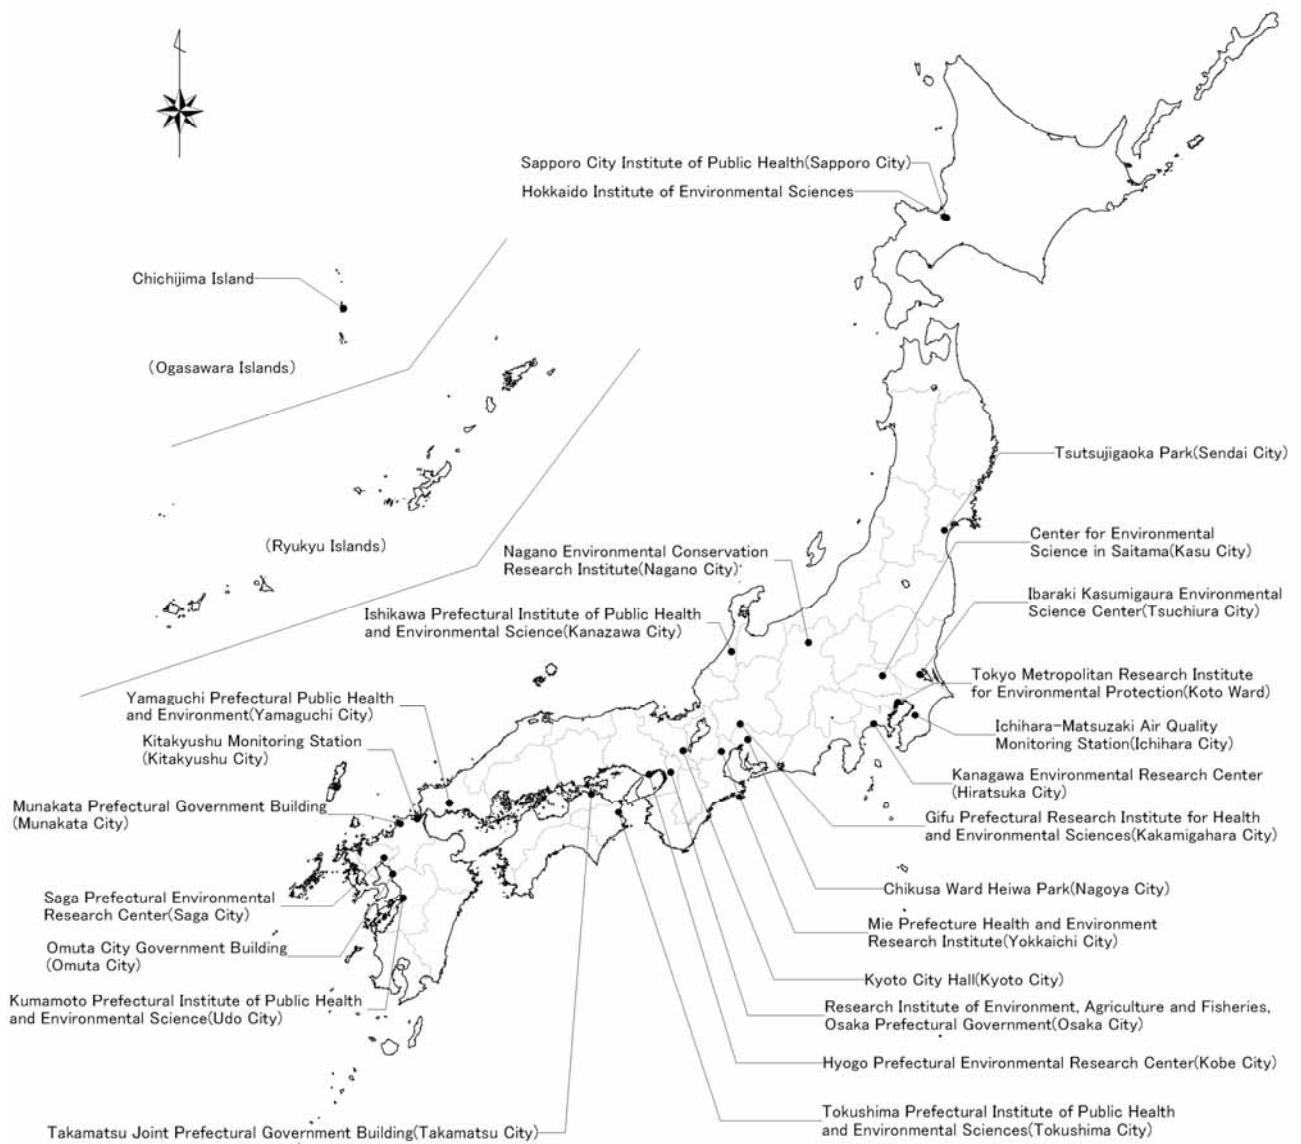 Sapporo City Institute of Public Health(Sapporo City)
Hokkaido Institute of Environmental Sciences
Chichijima Island
(Ogasawara Islands)
Tsutsujigaoka Park(Sendai City)
(Ryukyu Islands)
Center for Environmental
Science in Saitama(Kasu City)
Nagano Environmental Conservation
Research Institute(Nagano City)
Ibaraki Kasumigaura Environmental
Science Center(Tsuchiura City)
Ishikawa Prefectural Institute of Public Health
and Environmental Science(Kanazawa City)
Tokyo Metropolitan Research Institute
for Environmental Protection(Koto Ward)
Yamaguchi Prefectural Public Health
and Environment(Yamaguchi City)
Ichihara-Matsuzaki Air Quality
Monitoring Station(Ichihara City)
Kitakyushu Monitoring Station
(Kitakyushu City)
Kanagawa Environmental Research Center
(Hiratsuka City)
Munakata Prefectural Government Building
(Munakata City)
Gifu Prefectural Research Institute for Health
and Environmental Sciences(Kakamigahara City)
Chikusa Ward Heiwa Park(Nagoya City)
Saga Prefectural Environmental
Research Center(Saga City)
Mie Prefecture Health and Environment
Research Institute(Yokkaichi City)
Omuta City Government Building
(Omuta City)
Kyoto City Hall(Kyoto City)
Kumamoto Prefectural Institute of Public Health
and Environmental Science(Udo City)
Research Institute of Environment, Agriculture and Fisheries,
Osaka Prefectural Government(Osaka City)
Hyogo Prefectural Environmental Research Center(Kobe City)
Tokushima Prefectural Institute of Public Health
and Environmental Sciences(Tokushima City)
Takamatsu Joint Prefectural Government Building(Takamatsu City)